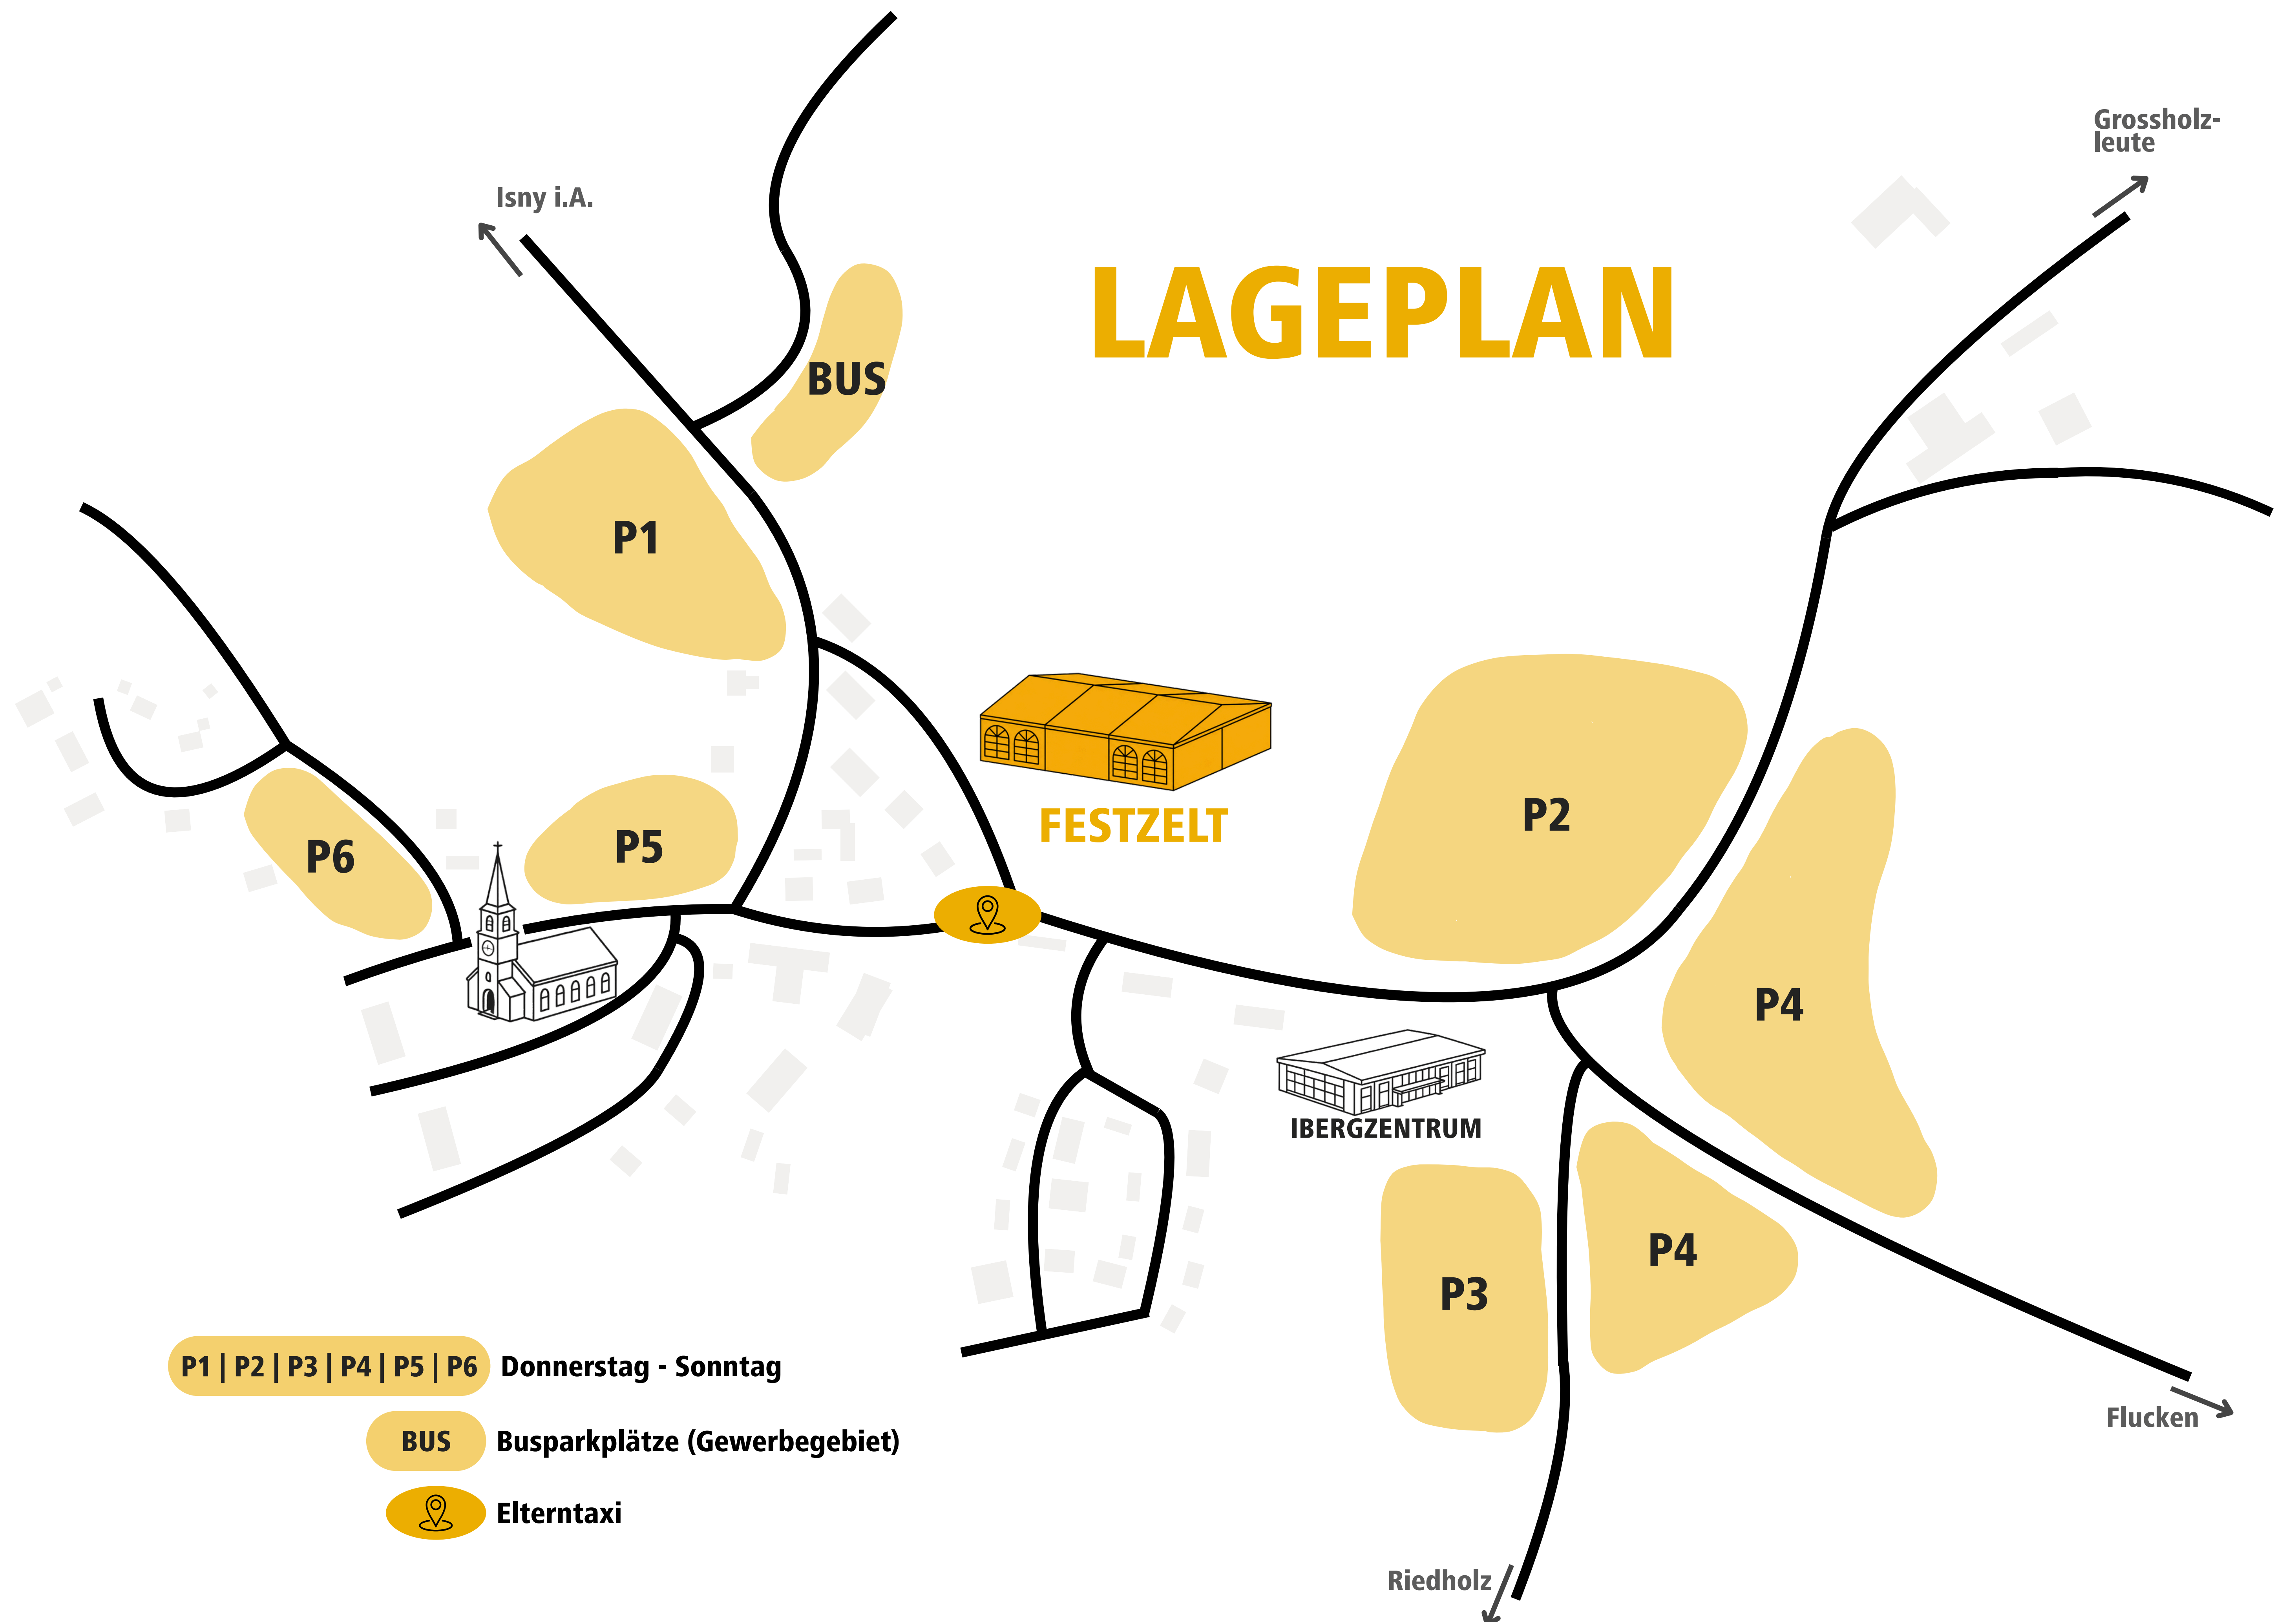 Grossholz-
leute
Isny i.A.
LAGEPLAN
BUS
P1
FESTZELT
P2
P5
P6
P4
IBERGZENTRUM
P4
P3
P1 | P2 | P3 | P4 | P5 | P6 Donnerstag - Sonntag
Flucken
BUS Busparkplätze (Gewerbegebiet)
Elterntaxi
Riedholz